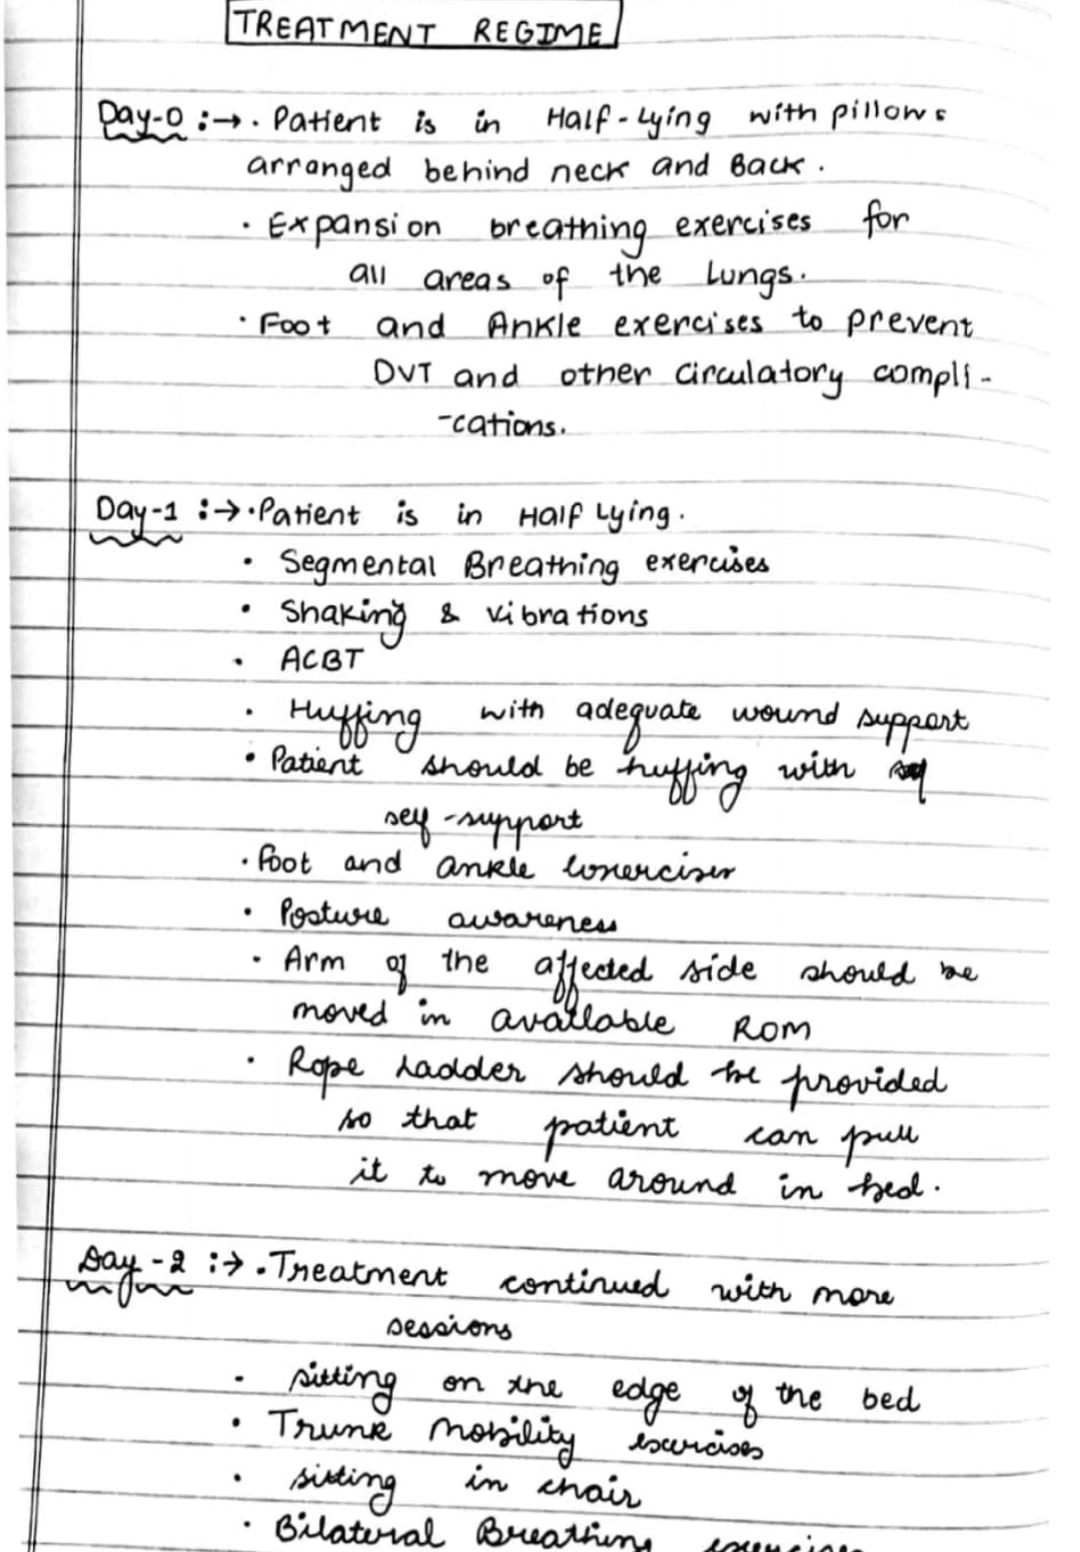 TREATMENT REGIME
Day-0 :→ . Patient is in Half-Lying with pillows
arranged behind neck and Back.
· Expansion breathing exercises for
all areas of the Lungs.
· Foot and Ankle exercises to prevent
DVT and other circulatory compli-
-cations.
Day-1 :→ · Patient is in Half Lying.
· Segmental Breathing exercises
· Shaking & Vibrations
· ACBT
· Huffing with adequate wound support
· Patient should be huffing with
self-support
· Foot and Ankle
· Posture awareness
· Arm of the affected side should be
moved in available ROM
· Rope Ladder should be provided
so that patient can pull
it to move around in bed.
Day-2 :→ . Treatment continued with more
sessions
- sitting on the edge of the bed
· Trunk Mobility exercises
· sitting in chair
· Bilateral Breathing exercises